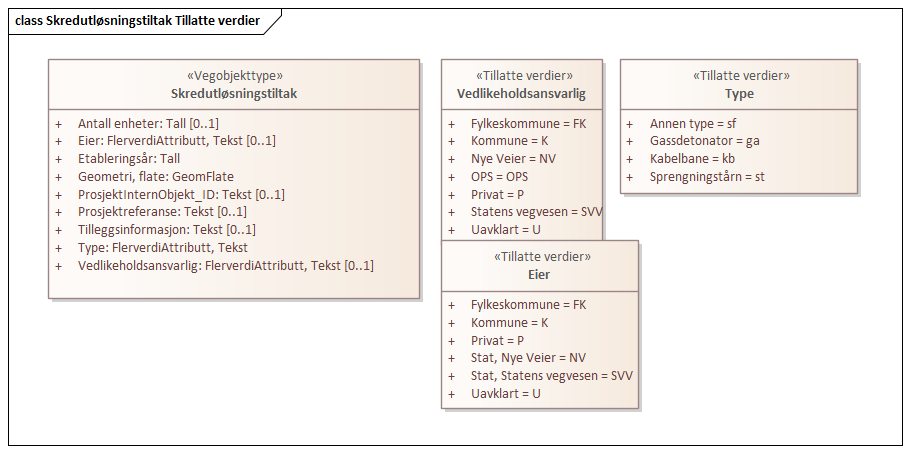 class Skredutløsningstiltak Tillatte verdier
«Vegobjekttype»
Skredutløsningstiltak
+ Antall enheter: Tall [0..1]
+ Eier: FlerverdiAttributt, Tekst [0..1]
+ Etableringsår: Tall
+ Geometri, flate: GeomFlate
+ ProsjektInternObjekt_ID: Tekst [0..1]
+ Prosjektreferanse: Tekst [0..1]
+ Tilleggsinformasjon: Tekst [0..1]
+ Type: FlerverdiAttributt, Tekst
+ Vedlikeholdsansvarlig: FlerverdiAttributt, Tekst [0..1]
«Tillatte verdier»
Vedlikeholdsansvarlig
+ Fylkeskommune = FK
+ Kommune = K
+ Nye Veier = NV
+ OPS = OPS
+ Privat = P
+ Statens vegvesen = SVV
+ Uavklart = U
«Tillatte verdier»
Eier
+ Fylkeskommune = FK
+ Kommune = K
+ Privat = P
+ Stat, Nye Veier = NV
+ Stat, Statens vegvesen = SVV
+ Uavklart = U
«Tillatte verdier»
Type
+ Annen type = sf
+ Gassdetonator = ga
+ Kabelbane = kb
+ Sprengningstårn = st